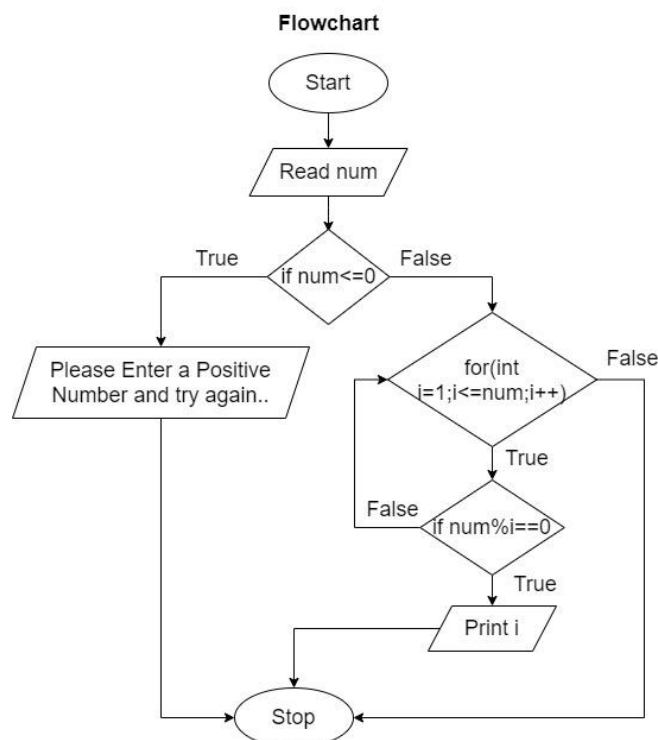 Flowchart
Start
Read num
True
if num<=0
False
Please Enter a Positive
Number and try again..
for(int
i=1;i<=num;i++)
False
True
False
if num%i==0
True
Print i
Stop